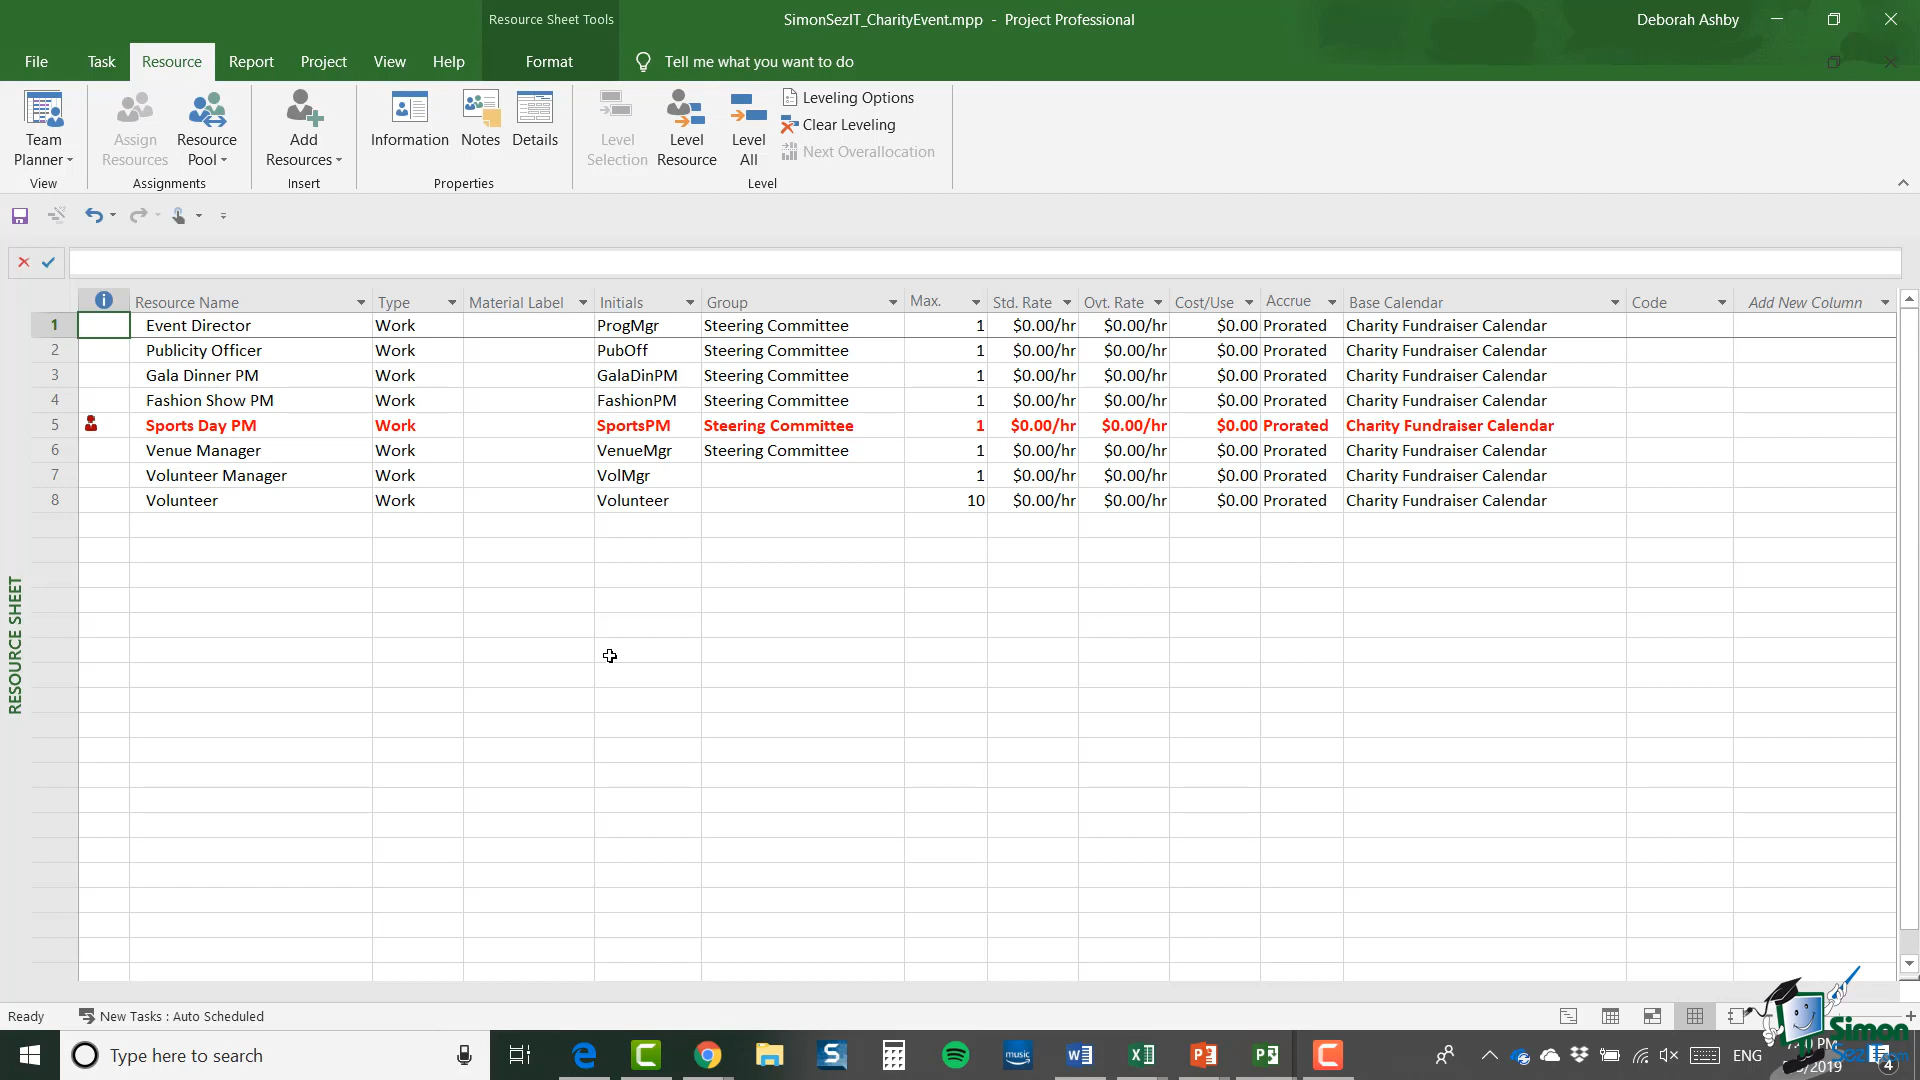 Resource Sheet Tools
SimonSezIT_CharityEvent.mpp - Project Professional
Deborah Ashby
File Task Resource Report Project View Help Format Tell me what you want to do
Team Planner
Assign Resources
Resource Pool
Add Resources
Information
Notes
Details
Level Selection
Level Resource
Level All
Leveling Options
Clear Leveling
Next Overallocation
View Assignments Insert Properties Level
Resource Name Type Material Label Initials Group Max. Std. Rate Ovt. Rate Cost/Use Accrue Base Calendar Code Add New Column
1 Event Director Work ProgMgr Steering Committee 1 $0.00/hr $0.00/hr $0.00 Prorated Charity Fundraiser Calendar
2 Publicity Officer Work PubOff Steering Committee 1 $0.00/hr $0.00/hr $0.00 Prorated Charity Fundraiser Calendar
3 Gala Dinner PM Work GalaDinPM Steering Committee 1 $0.00/hr $0.00/hr $0.00 Prorated Charity Fundraiser Calendar
4 Fashion Show PM Work FashionPM Steering Committee 1 $0.00/hr $0.00/hr $0.00 Prorated Charity Fundraiser Calendar
5 Sports Day PM Work SportsPM Steering Committee 1 $0.00/hr $0.00/hr $0.00 Prorated Charity Fundraiser Calendar
6 Venue Manager Work VenueMgr Steering Committee 1 $0.00/hr $0.00/hr $0.00 Prorated Charity Fundraiser Calendar
7 Volunteer Manager Work VolMgr 1 $0.00/hr $0.00/hr $0.00 Prorated Charity Fundraiser Calendar
8 Volunteer Work Volunteer 10 $0.00/hr $0.00/hr $0.00 Prorated Charity Fundraiser Calendar
RESOURCE SHEET
Ready New Tasks : Auto Scheduled
Type here to search
music
ENG
4
Simon
SezIT.com